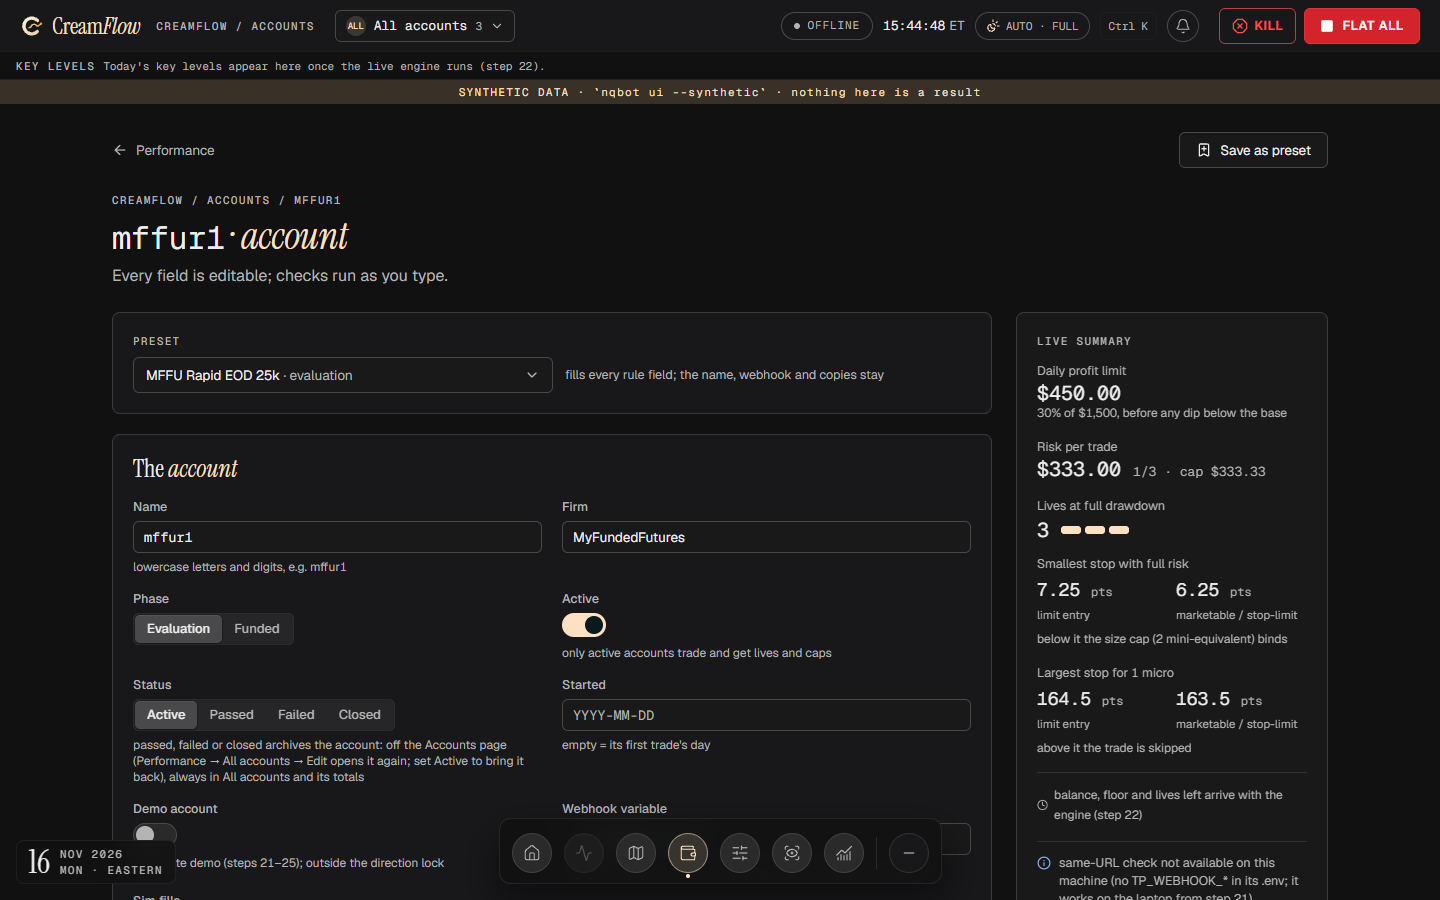 CreamFlow CREAMFLOW / ACCOUNTS ALL All accounts 3 OFFLINE 15:44:48 ET AUTO · FULL Ctrl K KILL FLAT ALL
KEY LEVELS Today's key levels appear here once the live engine runs (step 22).
SYNTHETIC DATA · `nqbot ui --synthetic` · nothing here is a result
← Performance
Save as preset
CREAMFLOW / ACCOUNTS / MFFUR1
mffur1·account
Every field is editable; checks run as you type.
PRESET
MFFU Rapid EOD 25k · evaluation
fills every rule field; the name, webhook and copies stay
The account
Name
mffur1
lowercase letters and digits, e.g. mffur1
Firm
MyFundedFutures
Phase
Evaluation Funded
Active
only active accounts trade and get lives and caps
Status
Active Passed Failed Closed
passed, failed or closed archives the account: off the Accounts page
(Performance → All accounts → Edit opens it again; set Active to bring it
back), always in All accounts and its totals
Started
YYYY-MM-DD
empty = its first trade's day
Demo account
te demo (steps 21–25); outside the direction lock
Webhook variable
LIVE SUMMARY
Daily profit limit
$450.00
30% of $1,500, before any dip below the base
Risk per trade
$333.00 1/3 · cap $333.33
Lives at full drawdown
3
Smallest stop with full risk
7.25 pts 6.25 pts
limit entry marketable / stop-limit
below it the size cap (2 mini-equivalent) binds
Largest stop for 1 micro
164.5 pts 163.5 pts
limit entry marketable / stop-limit
above it the trade is skipped
balance, floor and lives left arrive with the
engine (step 22)
same-URL check not available on this
machine (no TP_WEBHOOK_* in its .env; it
works on the laptop from step 21)
16 NOV 2026
MON · EASTERN
Sim fills